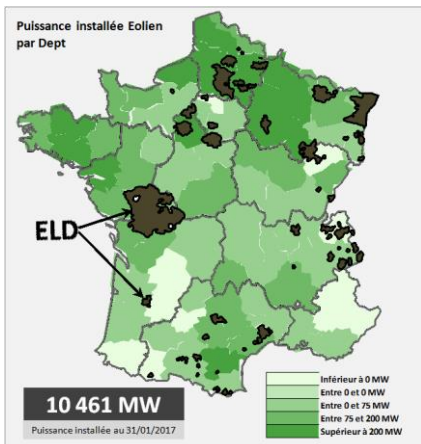 Puissance installée Eolien
par Dept
ELD
10 461 MW
Puissance installée au 31/01/2017
Inférieur à 0 MW
Entre 0 et 0 MW
Entre 0 et 75 MW
Entre 75 et 200 MW
Supérieur à 200 MW